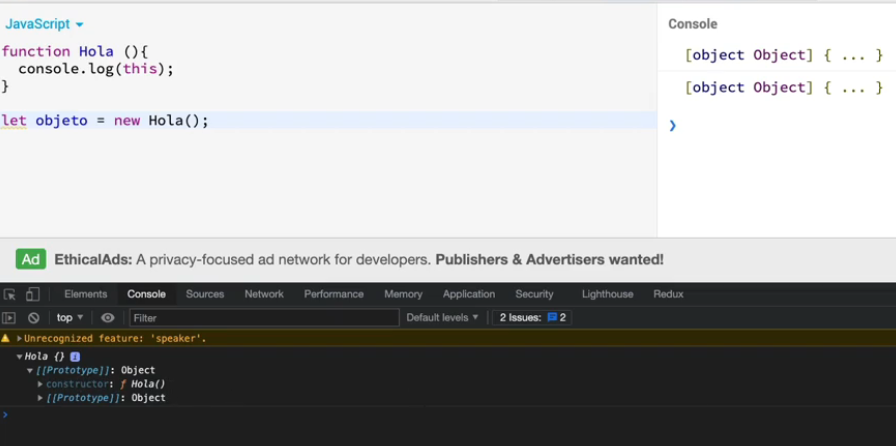 JavaScript
Console
function Hola (){
console.log(this);
}
let objeto = new Hola();
[object Object] { ... }
[object Object] { ... }
❯
Ad EthicalAds: A privacy-focused ad network for developers. Publishers & Advertisers wanted!
Elements Console Sources Network Performance Memory Application Security Lighthouse Redux
top Filter Default levels 2 Issues: 2
Unrecognized feature: 'speaker'.
Hola {} i
[[Prototype]]: Object
constructor: ƒ Hola()
[[Prototype]]: Object